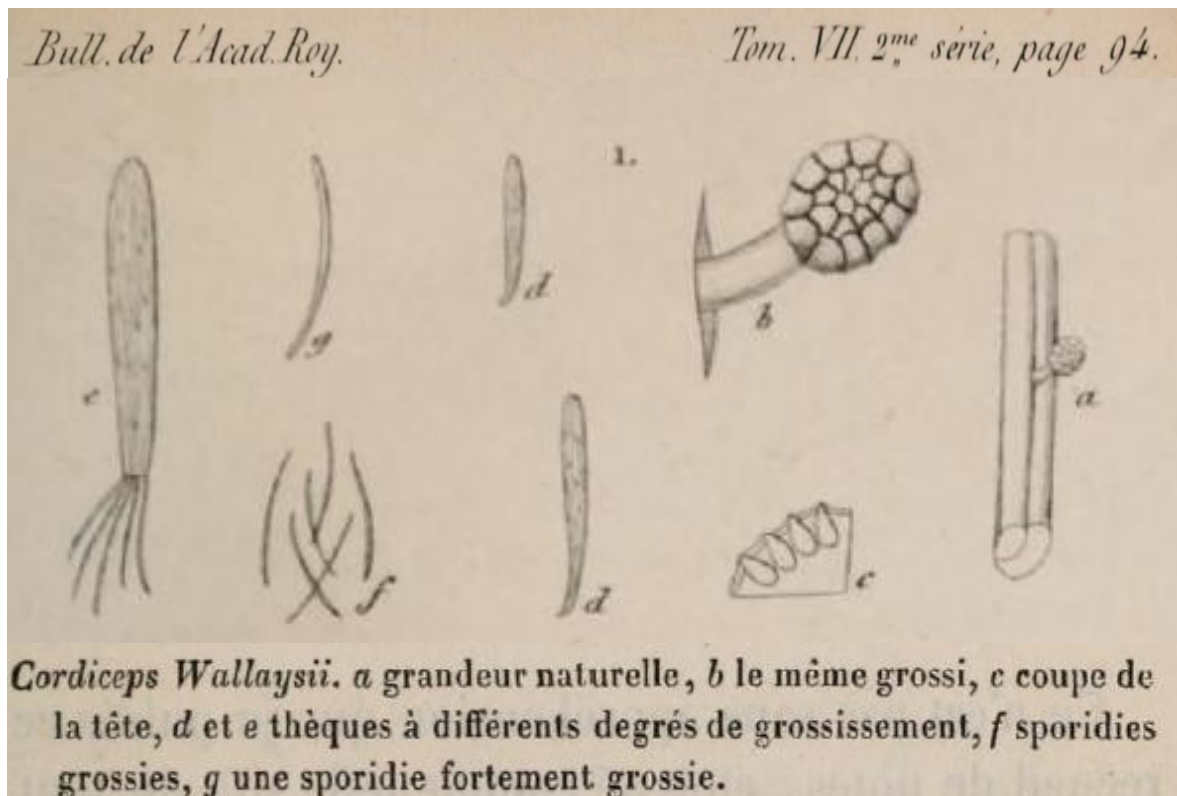 Bull. de l'Acad. Roy.
Tom. VII. 2me série, page 94.
1.
e
g
d
b
a
f
d
c
Cordiceps Wallaysii. a grandeur naturelle, b le même grossi, c coupe de
la tête, d et e thèques à différents degrés de grossissement, f sporidies
grossies, g une sporidie fortement grossie.